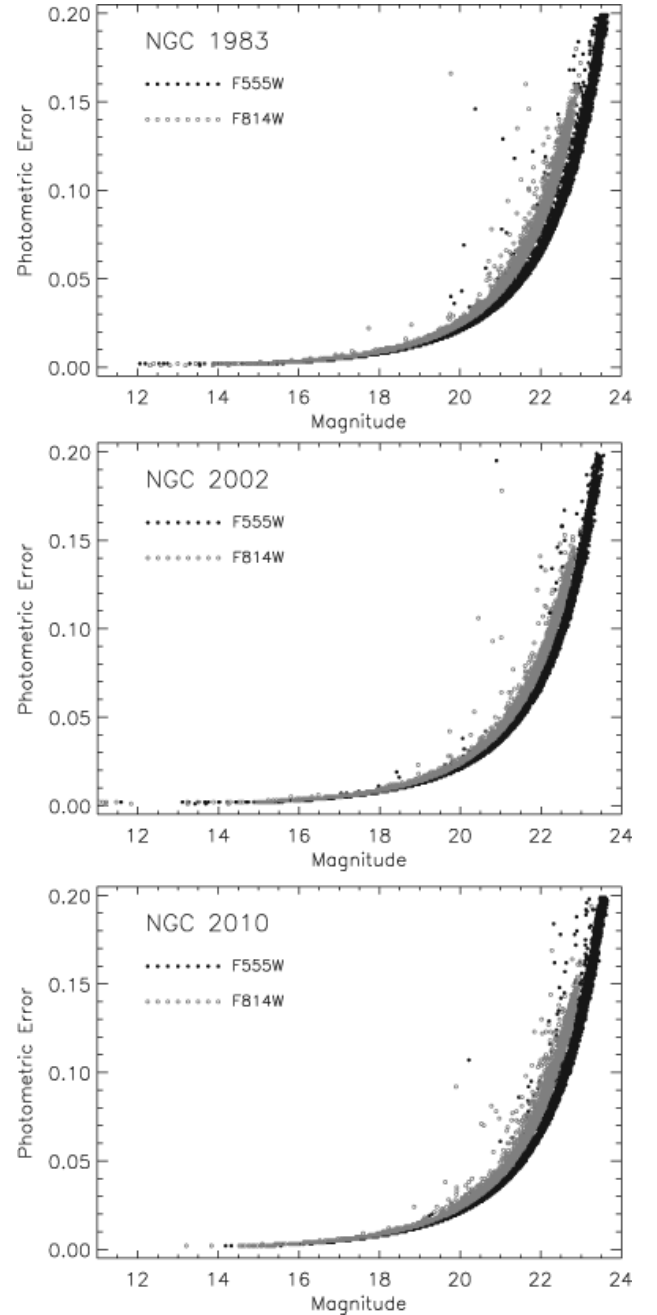 NGC 1983
F555W
F814W
0.20
0.15
0.10
0.05
0.00
Photometric Error
12 14 16 18 20 22 24
Magnitude
NGC 2002
F555W
F814W
0.20
0.15
0.10
0.05
0.00
Photometric Error
12 14 16 18 20 22 24
Magnitude
NGC 2010
F555W
F814W
0.20
0.15
0.10
0.05
0.00
Photometric Error
12 14 16 18 20 22 24
Magnitude